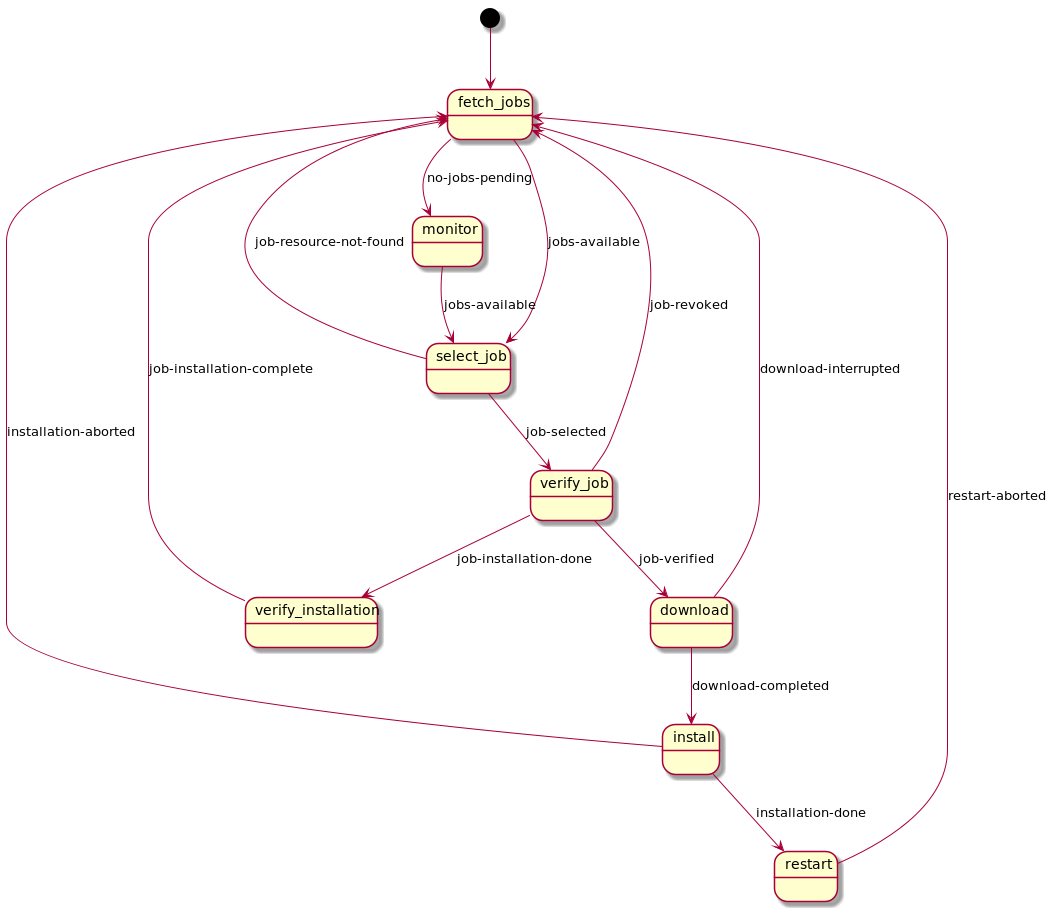 fetch_jobs
no-jobs-pending
monitor
job-resource-not-found
jobs-available
jobs-available
job-revoked
select_job
job-installation-complete
download-interrupted
installation-aborted
job-selected
verify_job
restart-aborted
job-installation-done
job-verified
verify_installation
download
download-completed
install
installation-done
restart